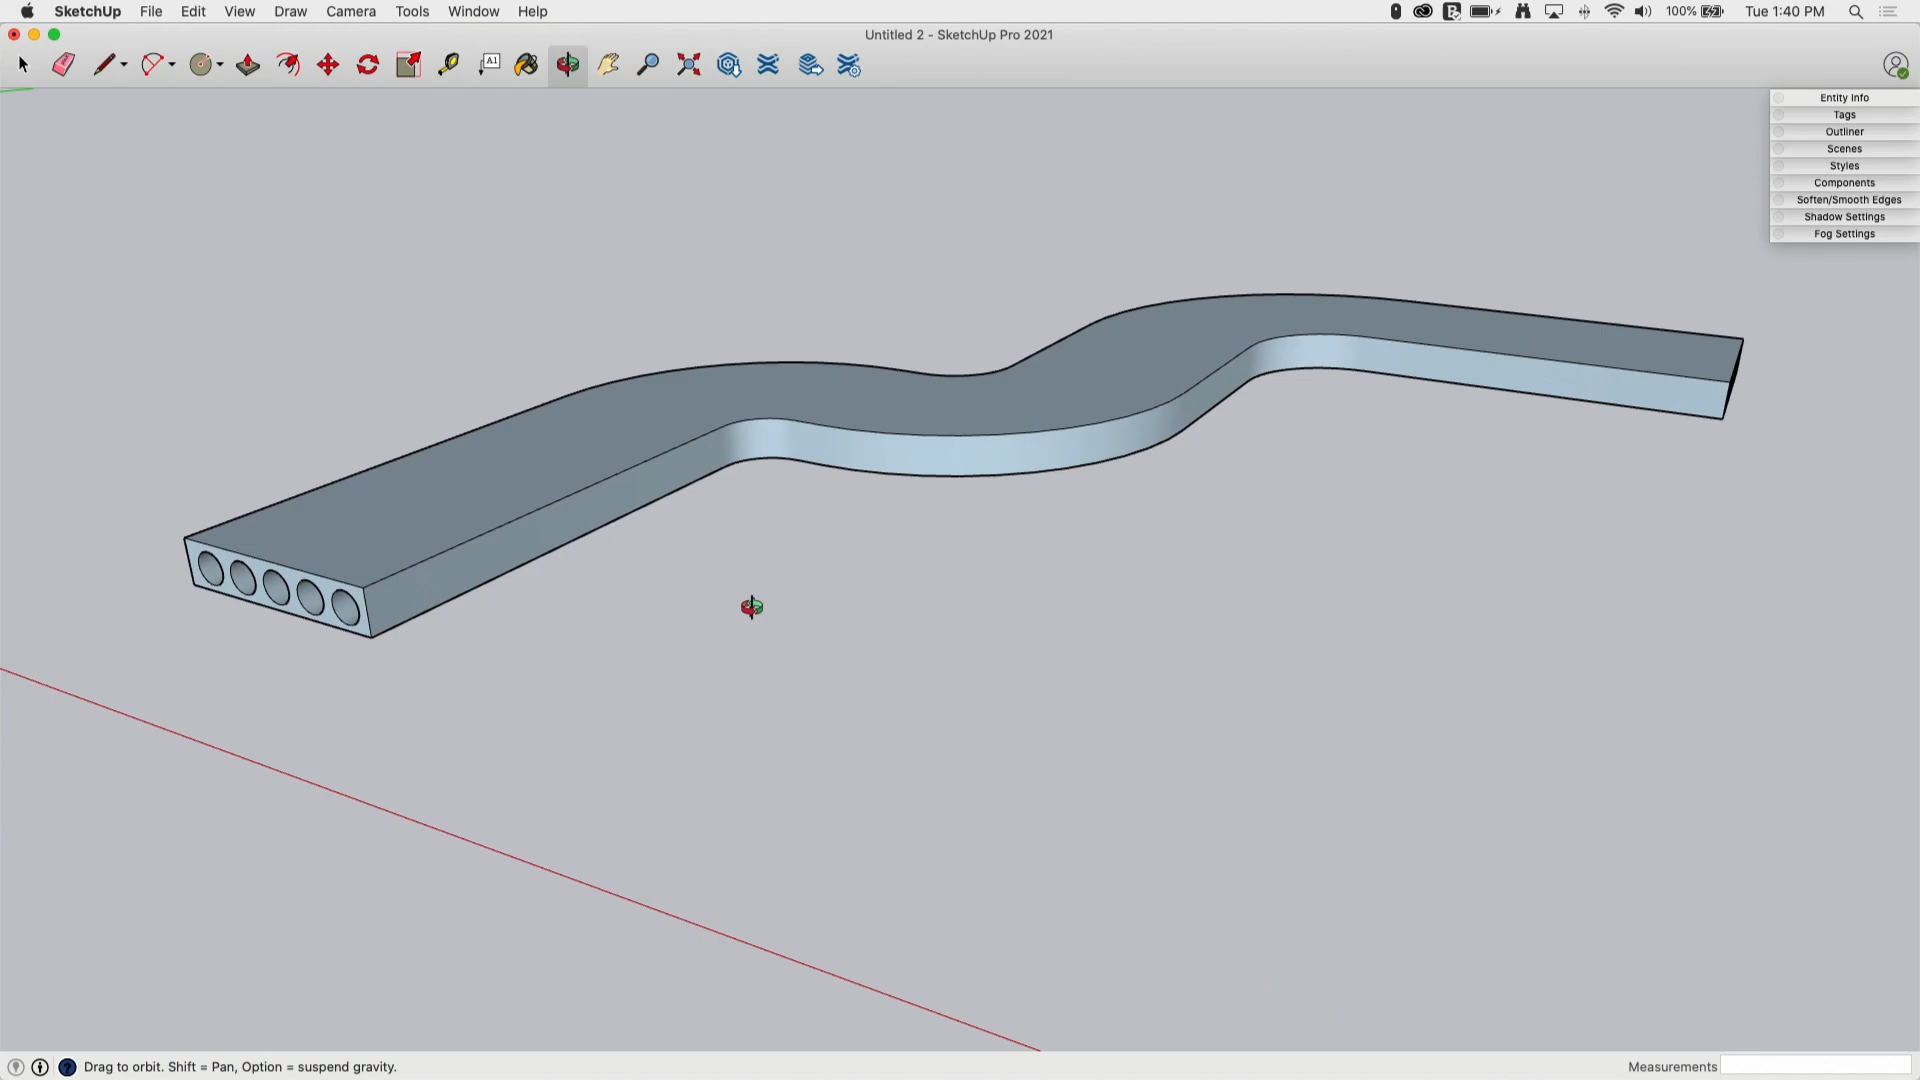 SketchUp File Edit View Draw Camera Tools Window Help 100% Tue 1:40 PM
Untitled 2 - SketchUp Pro 2021
A1
Entity Info
Tags
Outliner
Scenes
Styles
Components
Soften/Smooth Edges
Shadow Settings
Fog Settings
Drag to orbit. Shift = Pan, Option = suspend gravity.
Measurements